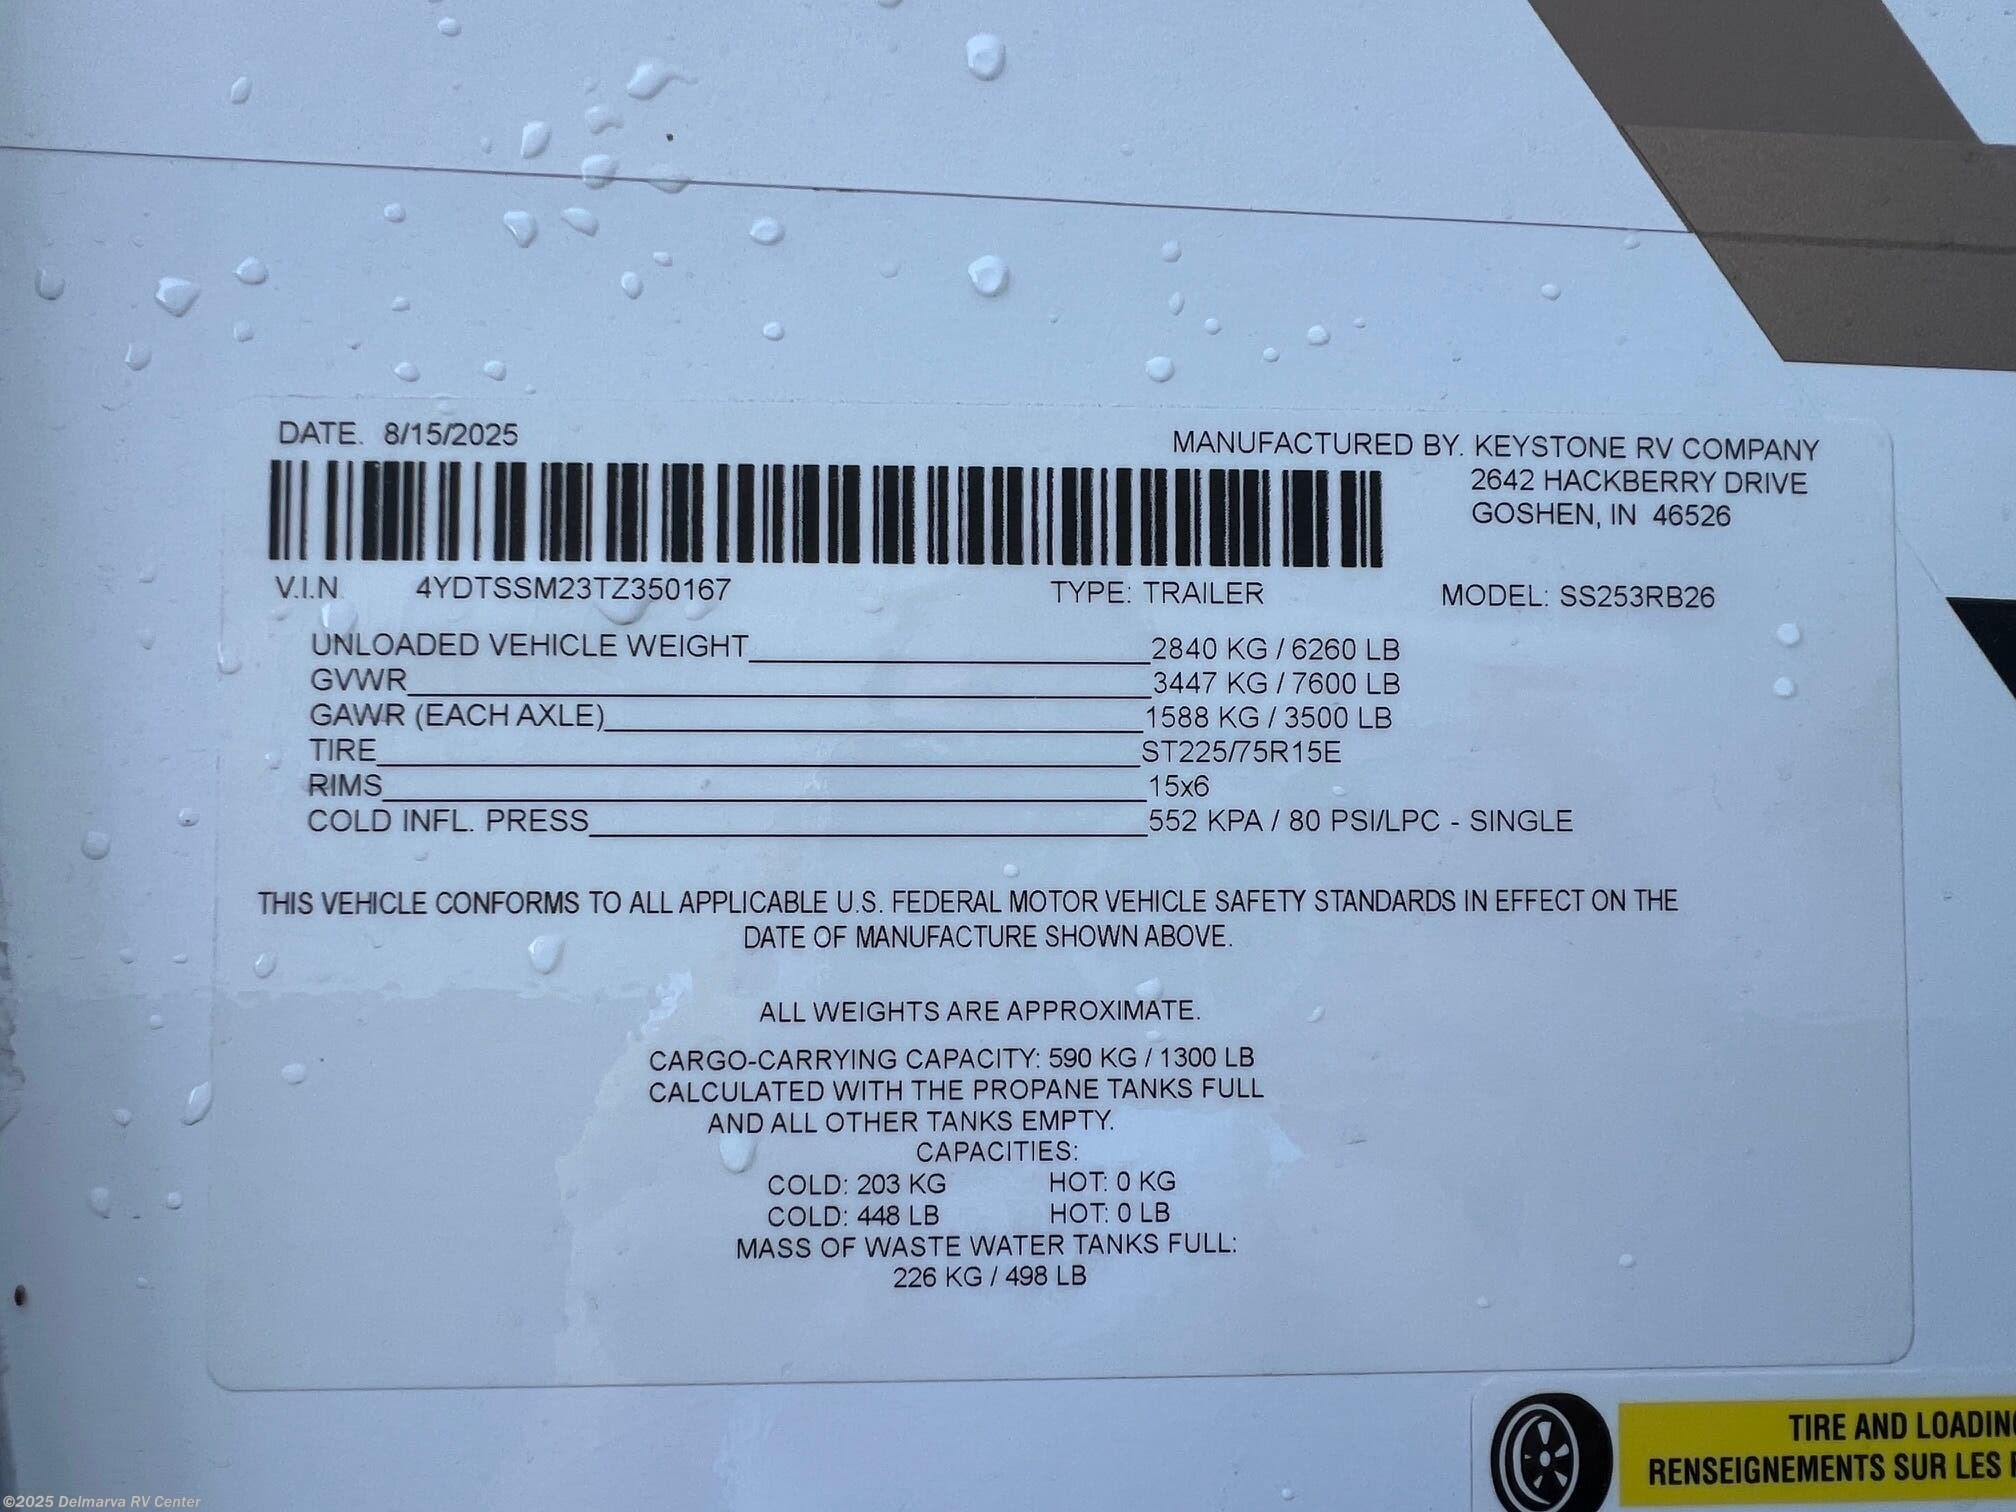 DATE. 8/15/2025
MANUFACTURED BY. KEYSTONE RV COMPANY
2642 HACKBERRY DRIVE
GOSHEN, IN 46526
V.I.N. 4YDTSSM23TZ350167 TYPE: TRAILER MODEL: SS253RB26
UNLOADED VEHICLE WEIGHT 2840 KG / 6260 LB
GVWR 3447 KG / 7600 LB
GAWR (EACH AXLE) 1588 KG / 3500 LB
TIRE ST225/75R15E
RIMS 15x6
COLD INFL. PRESS 552 KPA / 80 PSI/LPC - SINGLE
THIS VEHICLE CONFORMS TO ALL APPLICABLE U.S. FEDERAL MOTOR VEHICLE SAFETY STANDARDS IN EFFECT ON THE
DATE OF MANUFACTURE SHOWN ABOVE.
ALL WEIGHTS ARE APPROXIMATE.
CARGO-CARRYING CAPACITY: 590 KG / 1300 LB
CALCULATED WITH THE PROPANE TANKS FULL
AND ALL OTHER TANKS EMPTY.
CAPACITIES:
COLD: 203 KG HOT: 0 KG
COLD: 448 LB HOT: 0 LB
MASS OF WASTE WATER TANKS FULL:
226 KG / 498 LB
TIRE AND LOADIN
RENSEIGNEMENTS SUR LES
©2025 Delmarva RV Center